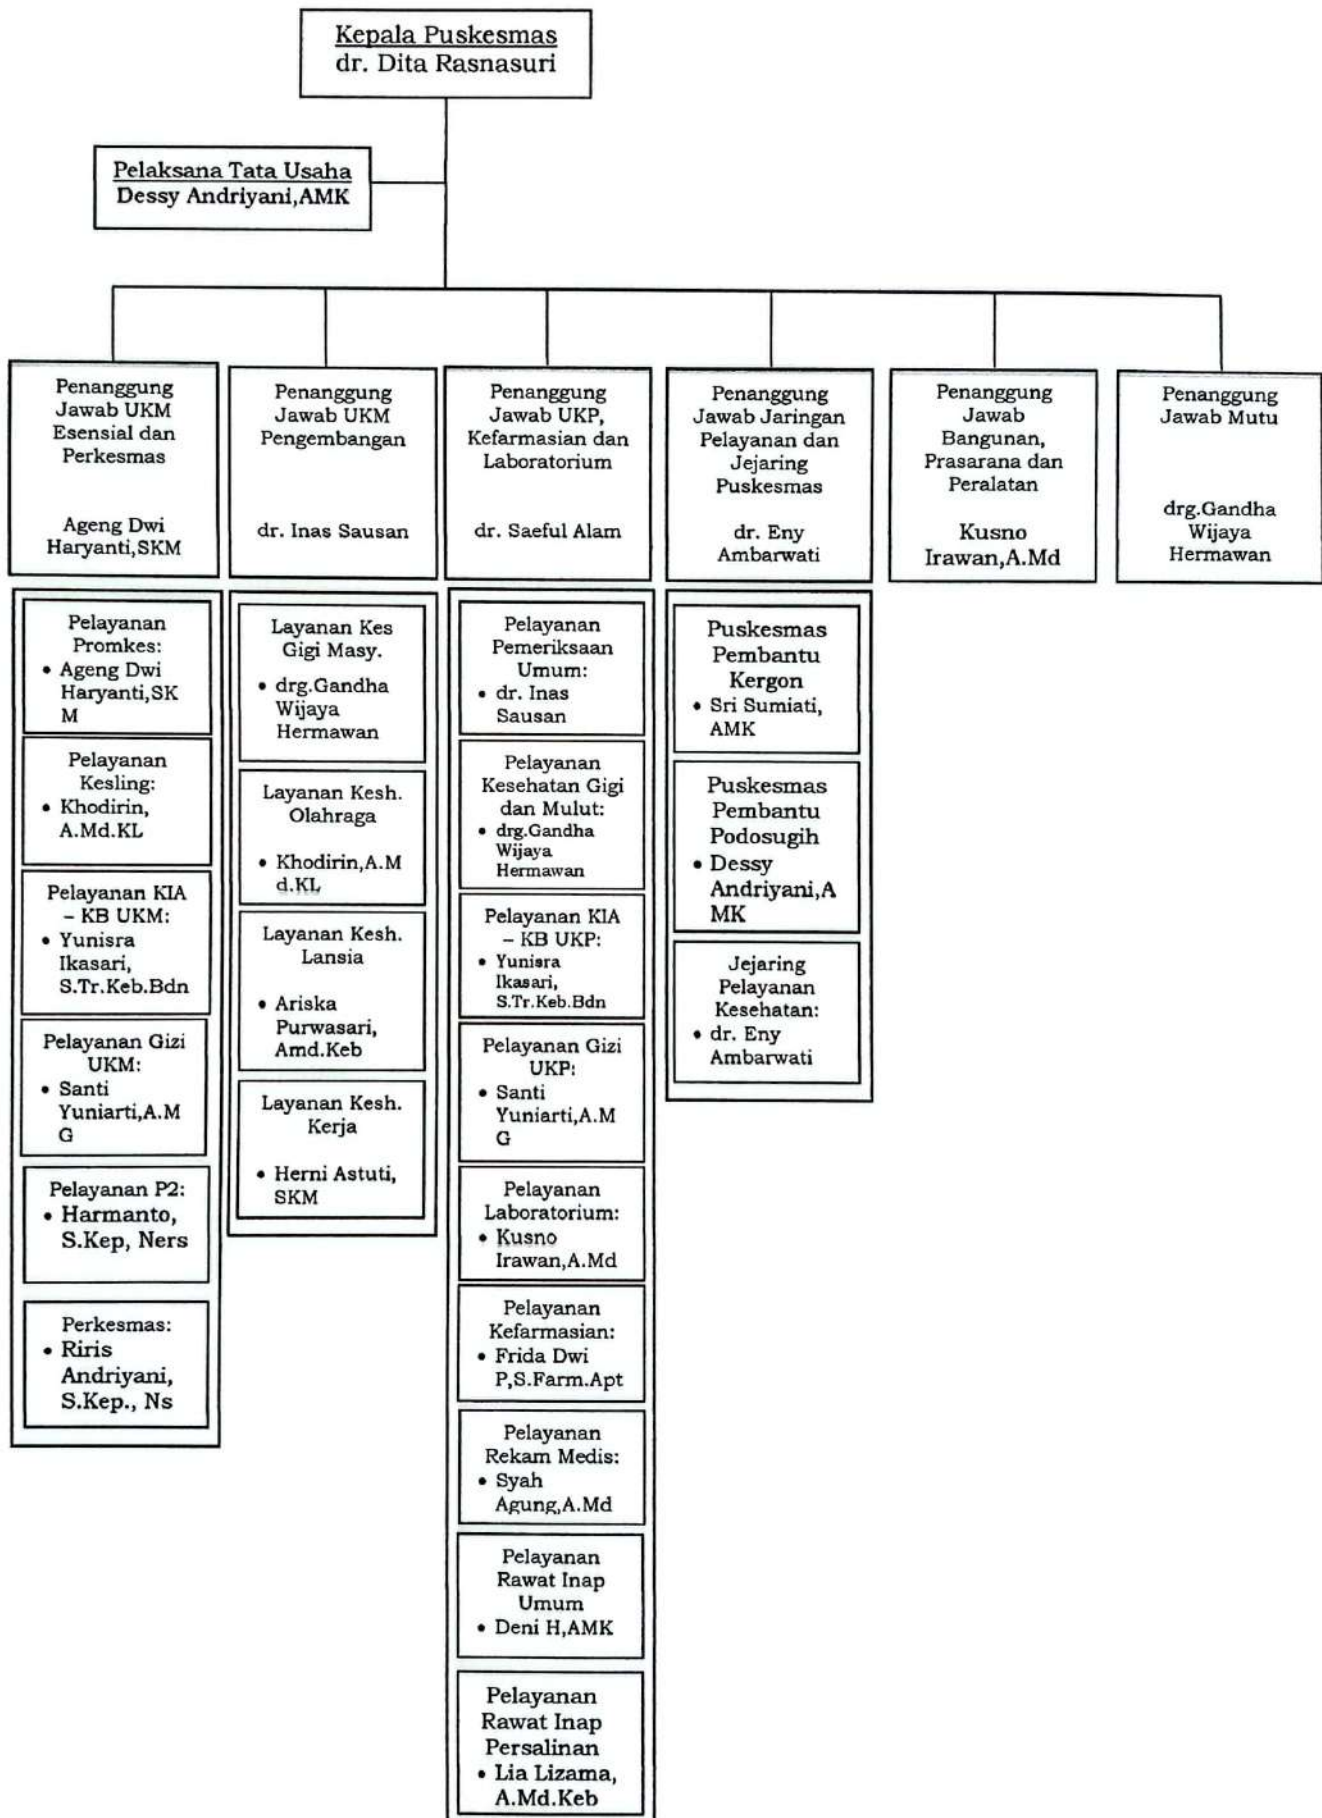 Kepala Puskesmas
dr. Dita Rasnasuri
Pelaksana Tata Usaha
Dessy Andriyani,AMK
Penanggung
Jawab UKM
Esensial dan
Perkesmas
Ageng Dwi
Haryanti,SKM
Penanggung
Jawab UKM
Pengembangan
dr. Inas Sausan
Penanggung
Jawab UKP,
Kefarmasian dan
Laboratorium
dr. Saeful Alam
Penanggung
Jawab Jaringan
Pelayanan dan
Jejaring
Puskesmas
dr. Eny
Ambarwati
Penanggung
Jawab
Bangunan,
Prasarana dan
Peralatan
Kusno
Irawan,A.Md
Penanggung
Jawab Mutu
drg.Gandha
Wijaya
Hermawan
Pelayanan
Promkes:
• Ageng Dwi
Haryanti,SK
M
Pelayanan
Kesling:
• Khodirin,
A.Md.KL
Pelayanan KIA
– KB UKM:
• Yunisra
Ikasari,
S.Tr.Keb.Bdn
Pelayanan Gizi
UKM:
• Santi
Yuniarti,A.M
G
Pelayanan P2:
• Harmanto,
S.Kep, Ners
Perkesmas:
• Riris
Andriyani,
S.Kep., Ns
Layanan Kes
Gigi Masy.
• drg.Gandha
Wijaya
Hermawan
Layanan Kesh.
Olahraga
• Khodirin,A.M
d.KL
Layanan Kesh.
Lansia
• Ariska
Purwasari,
Amd.Keb
Layanan Kesh.
Kerja
• Herni Astuti,
SKM
Pelayanan
Pemeriksaan
Umum:
• dr. Inas
Sausan
Pelayanan
Kesehatan Gigi
dan Mulut:
• drg.Gandha
Wijaya
Hermawan
Pelayanan KIA
– KB UKP:
• Yunisra
Ikasari,
S.Tr.Keb.Bdn
Pelayanan Gizi
UKP:
• Santi
Yuniarti,A.M
G
Pelayanan
Laboratorium:
• Kusno
Irawan,A.Md
Pelayanan
Kefarmasian:
• Frida Dwi
P,S.Farm.Apt
Pelayanan
Rekam Medis:
• Syah
Agung,A.Md
Pelayanan
Rawat Inap
Umum
• Deni H,AMK
Pelayanan
Rawat Inap
Persalinan
• Lia Lizama,
A.Md.Keb
Puskesmas
Pembantu
Kergon
• Sri Sumiati,
AMK
Puskesmas
Pembantu
Podosugih
• Dessy
Andriyani,A
MK
Jejaring
Pelayanan
Kesehatan:
• dr. Eny
Ambarwati